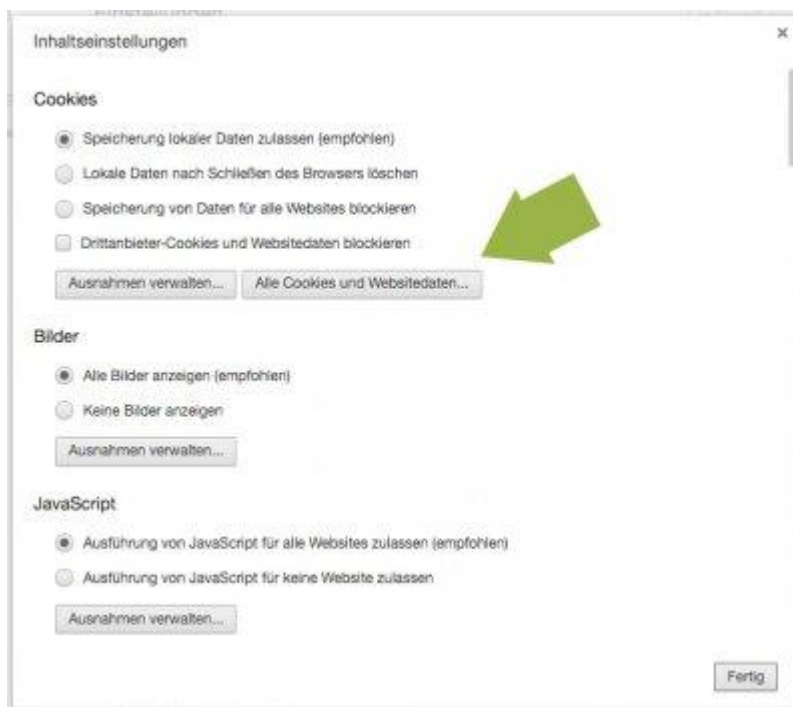 Inhaltseinstellungen
Cookies
Speicherung lokaler Daten zulassen (empfohlen)
Lokale Daten nach Schließen des Browsers löschen
Speicherung von Daten für alle Websites blockieren
Drittanbieter-Cookies und Websitedaten blockieren
Ausnahmen verwalten... Alle Cookies und Websitedaten...
Bilder
Alle Bilder anzeigen (empfohlen)
Keine Bilder anzeigen
Ausnahmen verwalten...
JavaScript
Ausführung von JavaScript für alle Websites zulassen (empfohlen)
Ausführung von JavaScript für keine Website zulassen
Ausnahmen verwalten...
Fertig